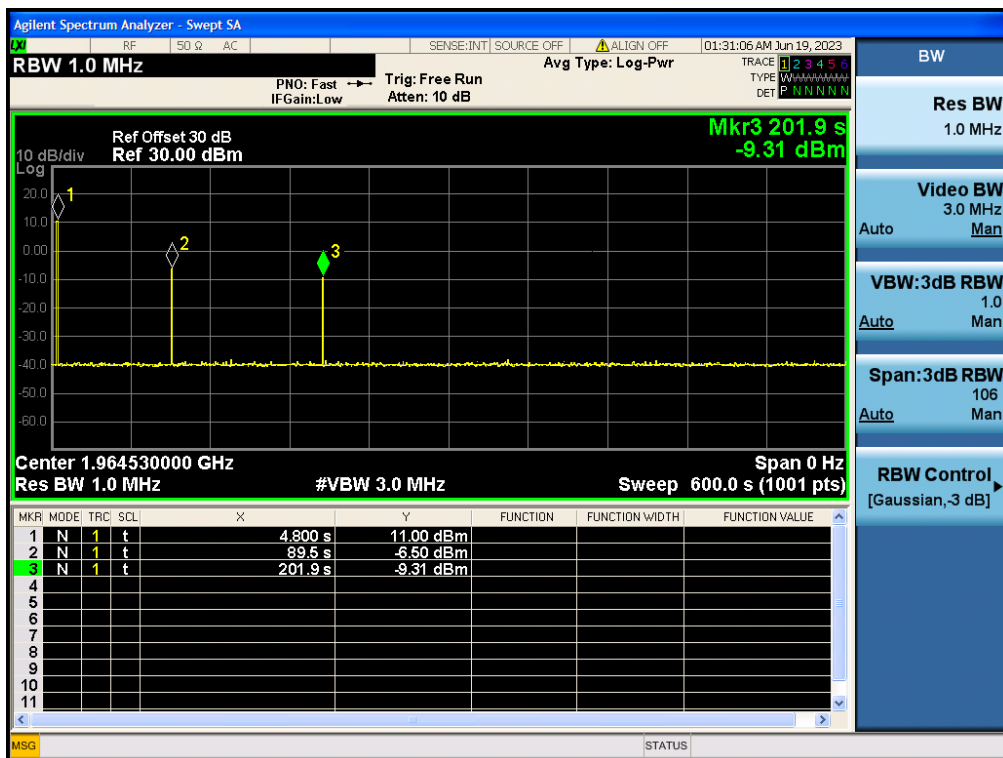 Agilent Spectrum Analyzer - Swept SA
LXI RF 50 Ω AC SENSE:INT SOURCE OFF ALIGN OFF 01:31:06 AM Jun 19, 2023
RBW 1.0 MHz
PNO: Fast
IFGain:Low
Trig: Free Run
Atten: 10 dB
Avg Type: Log-Pwr
TRACE 1 2 3 4 5 6
TYPE
DET P N N N N N
Ref Offset 30 dB
Ref 30.00 dBm
10 dB/div
Log
Mkr3 201.9 s
-9.31 dBm
20.0
10.0
0.00
-10.0
-20.0
-30.0
-40.0
-50.0
-60.0
1
2
3
Center 1.964530000 GHz Span 0 Hz
Res BW 1.0 MHz #VBW 3.0 MHz Sweep 600.0 s (1001 pts)
MKR MODE TRC SCL X Y FUNCTION FUNCTION WIDTH FUNCTION VALUE
1 N 1 t 4.800 s 11.00 dBm
2 N 1 t 89.5 s -6.50 dBm
3 N 1 t 201.9 s -9.31 dBm
4
5
6
7
8
9
10
11
MSG STATUS
BW
Res BW
1.0 MHz
Video BW
3.0 MHz
Auto Man
VBW:3dB RBW
1.0
Auto Man
Span:3dB RBW
106
Auto Man
RBW Control
[Gaussian,-3 dB]